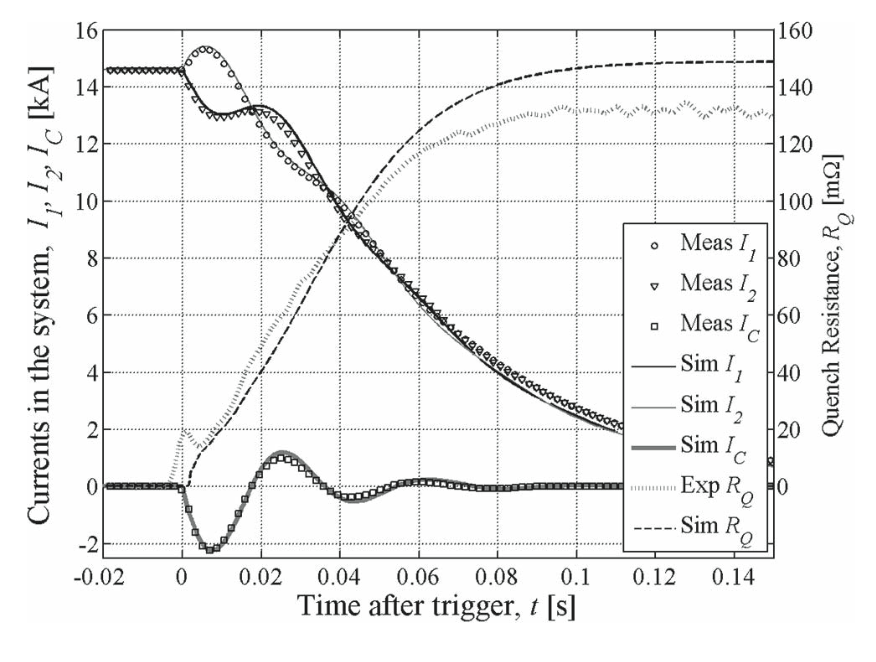 16
14
12
10
8
6
4
2
0
-2
160
140
120
100
80
60
40
20
0
Currents in the system, I1, I2, IC [kA]
Quench Resistance, RQ [mΩ]
Meas I1
Meas I2
Meas IC
Sim I1
Sim I2
Sim IC
Exp RQ
Sim RQ
-0.02 0 0.02 0.04 0.06 0.08 0.1 0.12 0.14
Time after trigger, t [s]